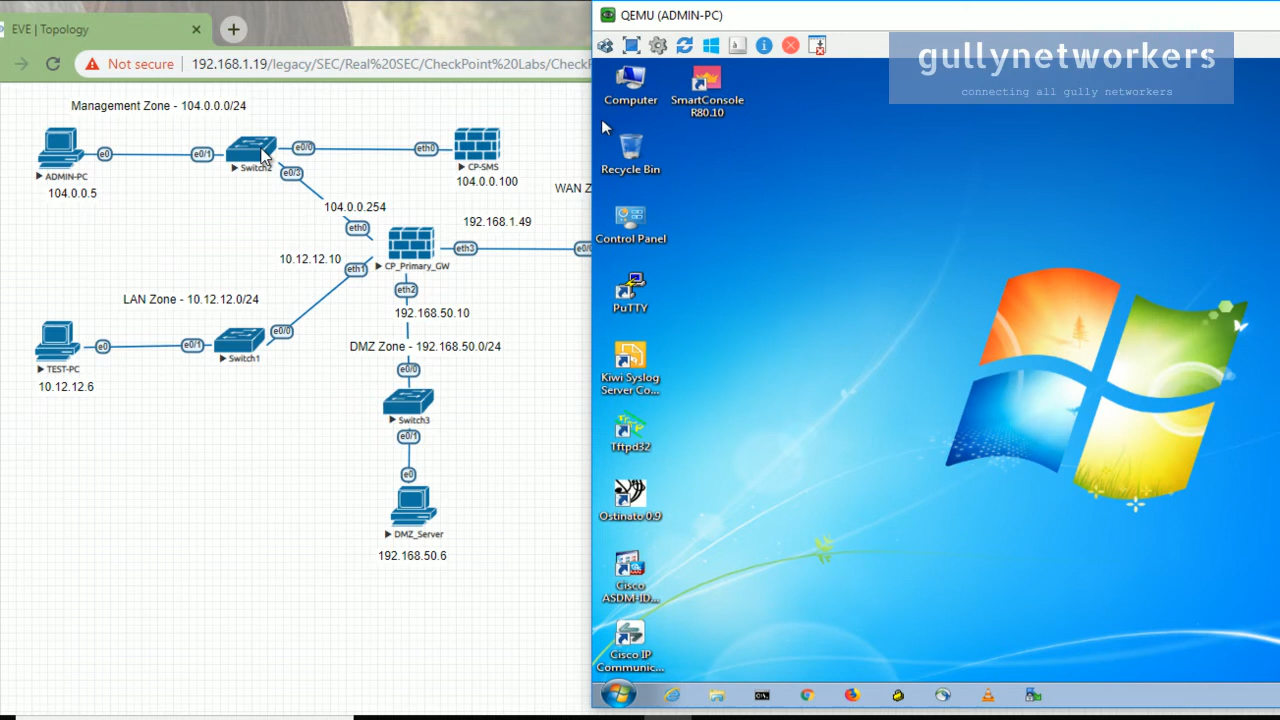 EVE | Topology
Not secure
192.168.1.19/legacy/SEC/Real%20SEC/CheckPoint%20Labs/CheckP
Management Zone - 104.0.0.0/24
e0
e0/1
e0/0
eth0
ADMIN-PC
104.0.0.5
Switch2
e0/3
CP-SMS
104.0.0.100
WAN Z
104.0.0.254
eth0
192.168.1.49
10.12.12.10
eth1
CP_Primary_GW
eth3
e0/0
eth2
LAN Zone - 10.12.12.0/24
192.168.50.10
e0/0
e0
e0/1
TEST-PC
10.12.12.6
Switch1
DMZ Zone - 192.168.50.0/24
e0/0
Switch3
e0/1
e0
DMZ_Server
192.168.50.6
QEMU (ADMIN-PC)
gullynetworkers
connecting all gully networkers
Computer
SmartConsole
R80.10
Recycle Bin
Control Panel
PuTTY
Kiwi Syslog
Server Co...
Tftpd32
Ostinato 0.9
Cisco
ASDM-ID...
Cisco IP
Communic...